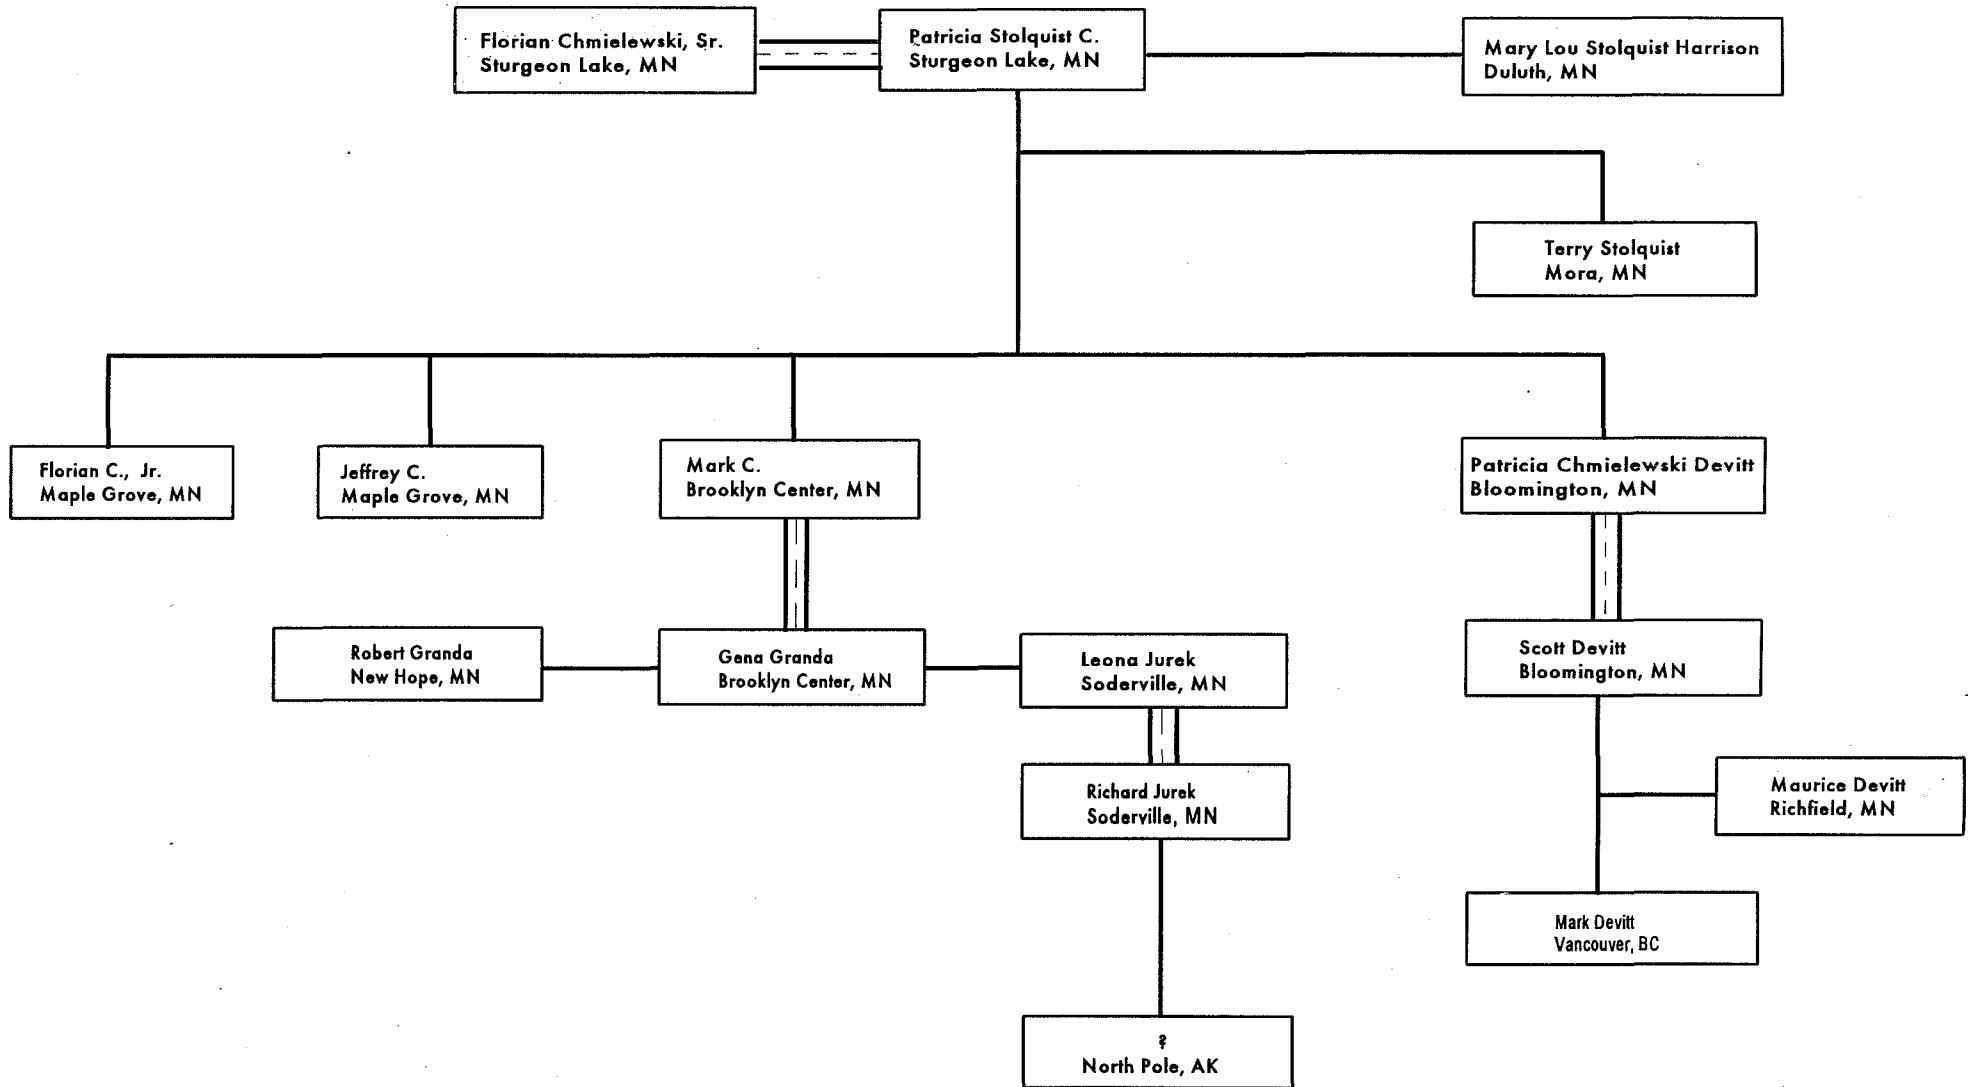 Florian Chmielewski, Sr.
Sturgeon Lake, MN
Patricia Stolquist C.
Sturgeon Lake, MN
Mary Lou Stolquist Harrison
Duluth, MN
Terry Stolquist
Mora, MN
Florian C., Jr.
Maple Grove, MN
Jeffrey C.
Maple Grove, MN
Mark C.
Brooklyn Center, MN
Patricia Chmielewski Devitt
Bloomington, MN
Robert Granda
New Hope, MN
Gena Granda
Brooklyn Center, MN
Leona Jurek
Soderville, MN
Scott Devitt
Bloomington, MN
Richard Jurek
Soderville, MN
Maurice Devitt
Richfield, MN
Mark Devitt
Vancouver, BC
?
North Pole, AK